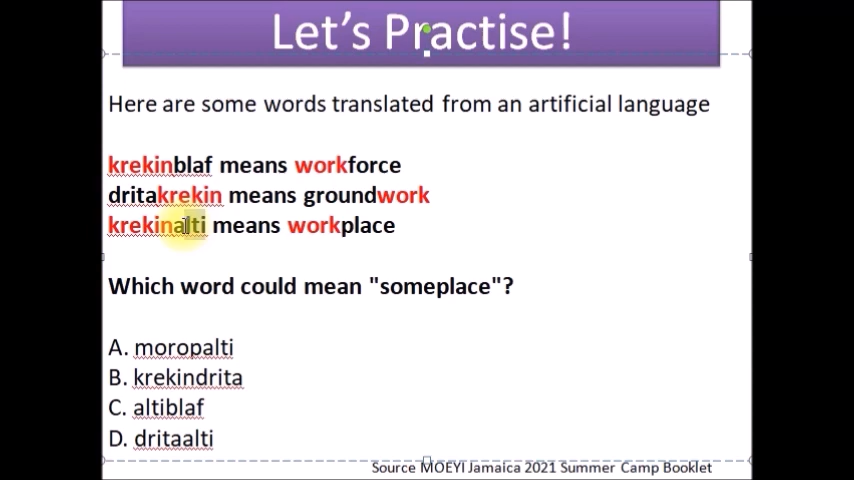 Let's Practise!
Here are some words translated from an artificial language
krekinblaf means workforce
dritakrekin means groundwork
krekinalti means workplace
Which word could mean "someplace"?
A. moropalti
B. krekindrita
C. altiblaf
D. dritaalti
Source MOEYI Jamaica 2021 Summer Camp Booklet